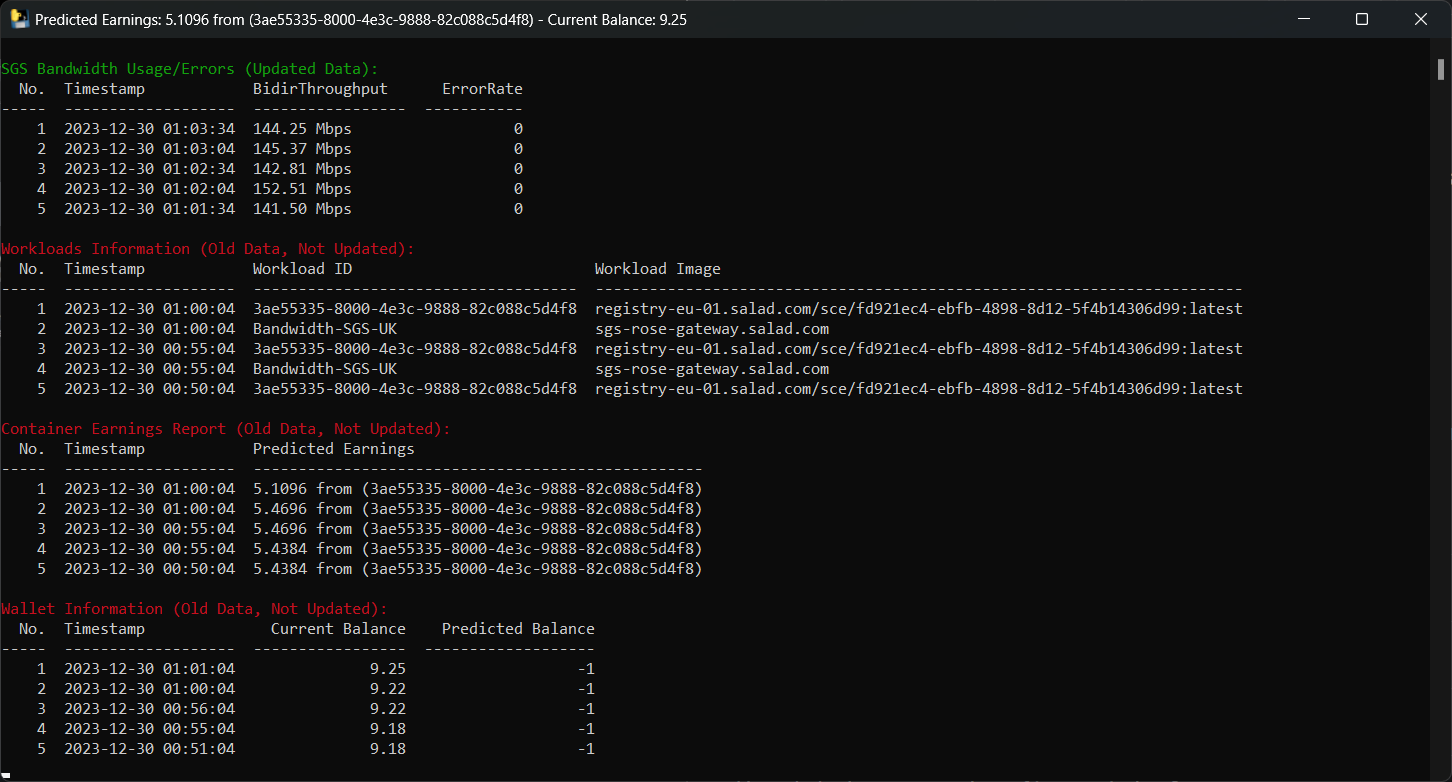 Predicted Earnings: 5.1096 from (3ae55335-8000-4e3c-9888-82c088c5d4f8) - Current Balance: 9.25
SGS Bandwidth Usage/Errors (Updated Data):
No.  Timestamp            BidirThroughput      ErrorRate
-----  -------------------  -----------------  -----------
1  2023-12-30 01:03:34  144.25 Mbps                  0
2  2023-12-30 01:03:04  145.37 Mbps                  0
3  2023-12-30 01:02:34  142.81 Mbps                  0
4  2023-12-30 01:02:04  152.51 Mbps                  0
5  2023-12-30 01:01:34  141.50 Mbps                  0
Workloads Information (Old Data, Not Updated):
No.  Timestamp            Workload ID                           Workload Image
-----  -------------------  ------------------------------------  ------------------------------------------------------------------------
1  2023-12-30 01:00:04  3ae55335-8000-4e3c-9888-82c088c5d4f8  registry-eu-01.salad.com/sce/fd921ec4-ebfb-4898-8d12-5f4b14306d99:latest
2  2023-12-30 01:00:04  Bandwidth-SGS-UK                      sgs-rose-gateway.salad.com
3  2023-12-30 00:55:04  3ae55335-8000-4e3c-9888-82c088c5d4f8  registry-eu-01.salad.com/sce/fd921ec4-ebfb-4898-8d12-5f4b14306d99:latest
4  2023-12-30 00:55:04  Bandwidth-SGS-UK                      sgs-rose-gateway.salad.com
5  2023-12-30 00:50:04  3ae55335-8000-4e3c-9888-82c088c5d4f8  registry-eu-01.salad.com/sce/fd921ec4-ebfb-4898-8d12-5f4b14306d99:latest
Container Earnings Report (Old Data, Not Updated):
No.  Timestamp            Predicted Earnings
-----  -------------------  --------------------------------------------------
1  2023-12-30 01:00:04  5.1096 from (3ae55335-8000-4e3c-9888-82c088c5d4f8)
2  2023-12-30 01:00:04  5.4696 from (3ae55335-8000-4e3c-9888-82c088c5d4f8)
3  2023-12-30 00:55:04  5.4696 from (3ae55335-8000-4e3c-9888-82c088c5d4f8)
4  2023-12-30 00:55:04  5.4384 from (3ae55335-8000-4e3c-9888-82c088c5d4f8)
5  2023-12-30 00:50:04  5.4384 from (3ae55335-8000-4e3c-9888-82c088c5d4f8)
Wallet Information (Old Data, Not Updated):
No.  Timestamp              Current Balance    Predicted Balance
-----  -------------------  -----------------  -------------------
1  2023-12-30 01:01:04               9.25                   -1
2  2023-12-30 01:00:04               9.22                   -1
3  2023-12-30 00:56:04               9.22                   -1
4  2023-12-30 00:55:04               9.18                   -1
5  2023-12-30 00:51:04               9.18                   -1